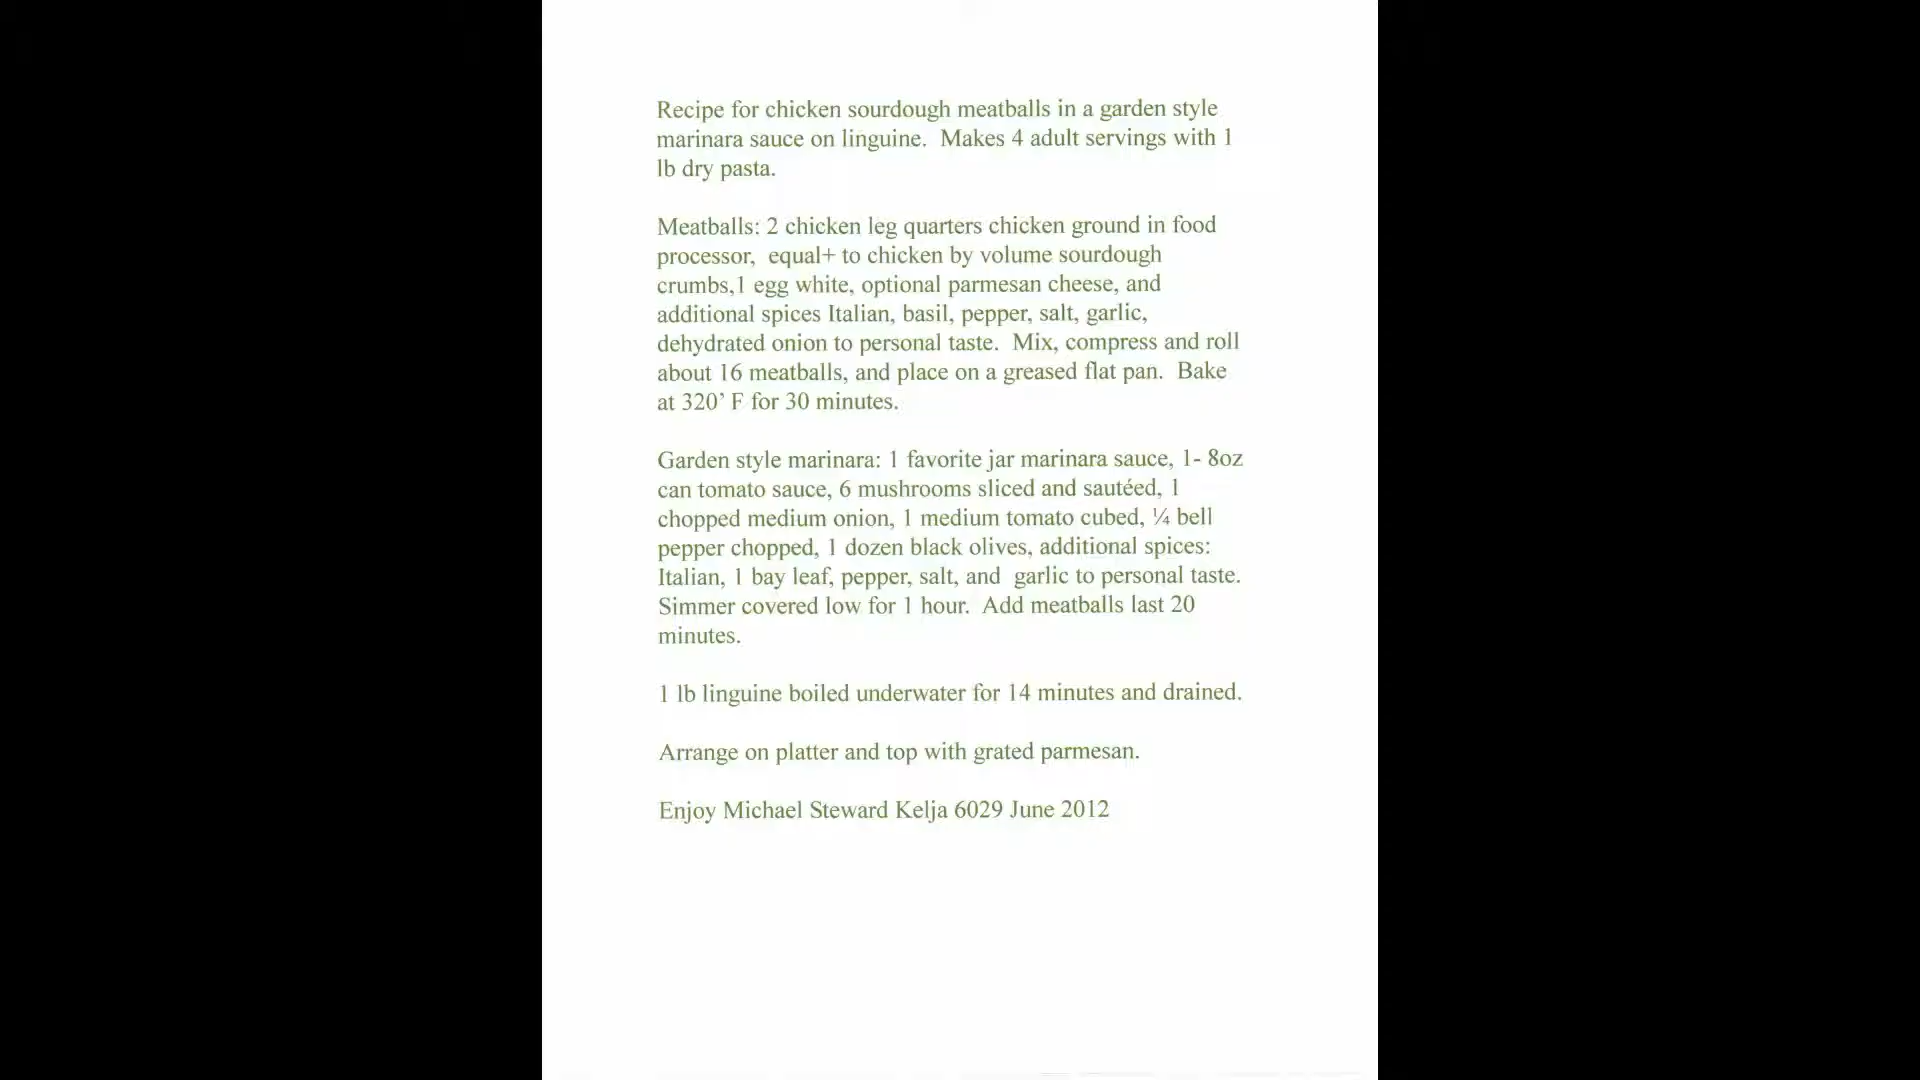 Recipe for chicken sourdough meatballs in a garden style
marinara sauce on linguine.  Makes 4 adult servings with 1
lb dry pasta.
Meatballs: 2 chicken leg quarters chicken ground in food
processor,  equal+ to chicken by volume sourdough
crumbs,1 egg white, optional parmesan cheese, and
additional spices Italian, basil, pepper, salt, garlic,
dehydrated onion to personal taste.  Mix, compress and roll
about 16 meatballs, and place on a greased flat pan.  Bake
at 320’ F for 30 minutes.
Garden style marinara: 1 favorite jar marinara sauce, 1- 8oz
can tomato sauce, 6 mushrooms sliced and sautéed, 1
chopped medium onion, 1 medium tomato cubed, ¼ bell
pepper chopped, 1 dozen black olives, additional spices:
Italian, 1 bay leaf, pepper, salt, and  garlic to personal taste.
Simmer covered low for 1 hour.  Add meatballs last 20
minutes.
1 lb linguine boiled underwater for 14 minutes and drained.
Arrange on platter and top with grated parmesan.
Enjoy Michael Steward Kelja 6029 June 2012